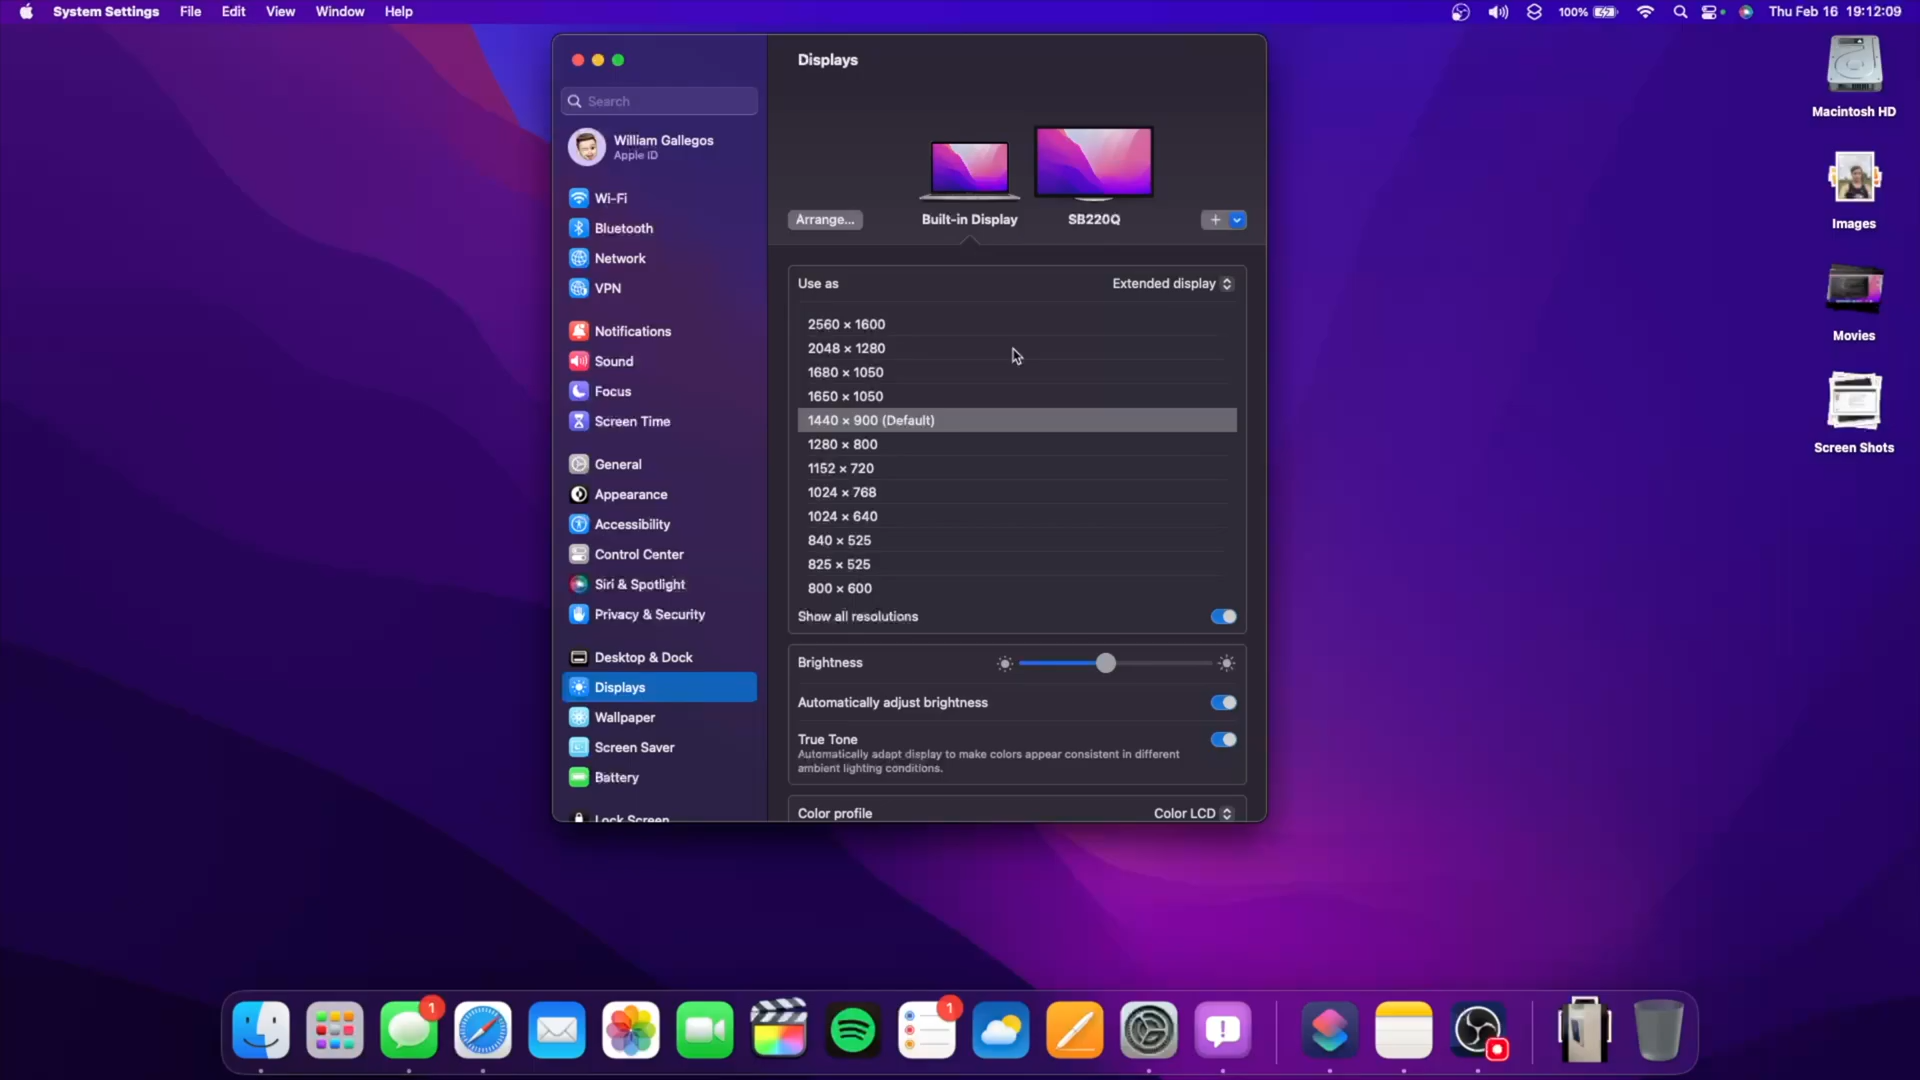 System Settings File Edit View Window Help
100% Thu Feb 16 19:12:09
Displays
Search
William Gallegos
Apple ID
Wi-Fi
Bluetooth
Network
VPN
Notifications
Sound
Focus
Screen Time
General
Appearance
Accessibility
Control Center
Siri & Spotlight
Privacy & Security
Desktop & Dock
Displays
Wallpaper
Screen Saver
Battery
Lock Screen
Arrange...
Built-in Display
SB220Q
Use as Extended display
2560 × 1600
2048 × 1280
1680 × 1050
1650 × 1050
1440 × 900 (Default)
1280 × 800
1152 × 720
1024 × 768
1024 × 640
840 × 525
825 × 525
800 × 600
Show all resolutions
Brightness
Automatically adjust brightness
True Tone
Automatically adapt display to make colors appear consistent in different
ambient lighting conditions.
Color profile Color LCD
Macintosh HD
Images
Movies
Screen Shots
1
1